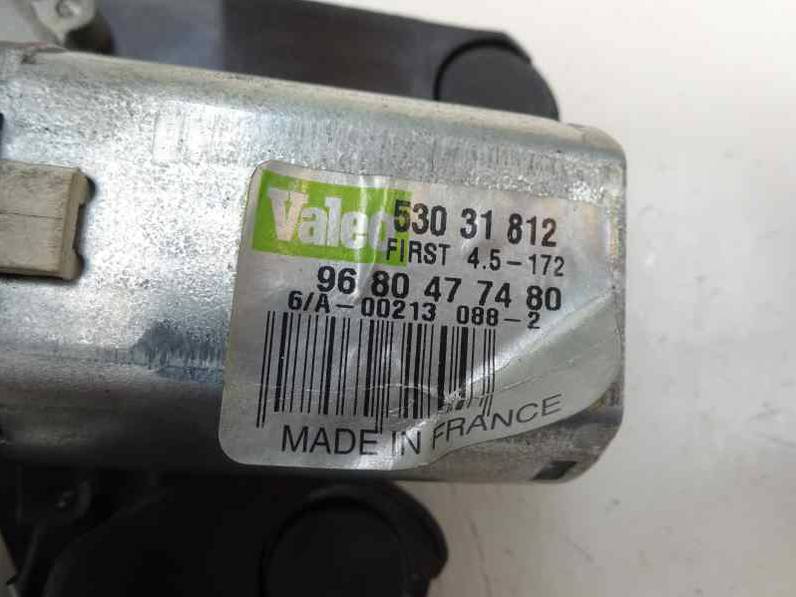 Valeo 530 31 812
FIRST 4.5-172
96 80 47 74 80
6/A-00213 088-2
MADE IN FRANCE